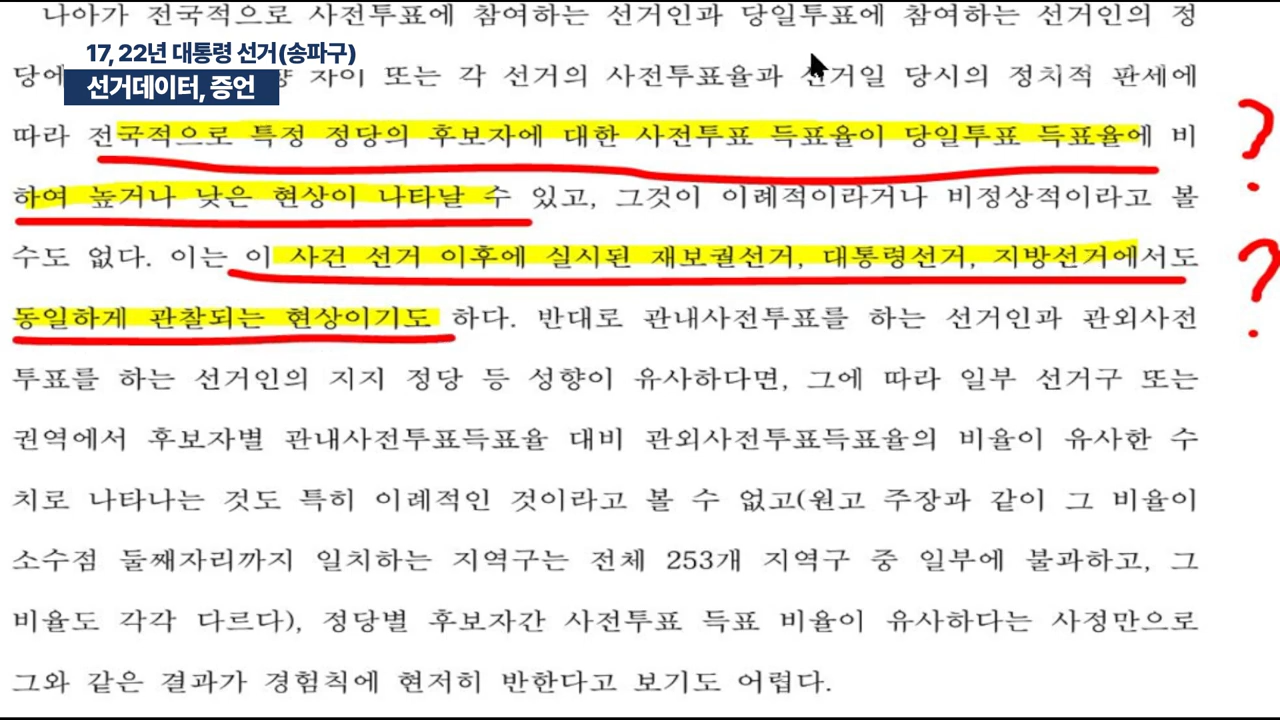 나아가 전국적으로 사전투표에 참여하는 선거인과 당일투표에 참여하는 선거인의 정
17, 22년 대통령 선거(송파구)
당에 차이 또는 각 선거의 사전투표율과 선거일 당시의 정치적 판세에
선거데이터, 증언
따라 전국적으로 특정 정당의 후보자에 대한 사전투표 득표율이 당일투표 득표율에 비
하여 높거나 낮은 현상이 나타날 수 있고, 그것이 이례적이라거나 비정상적이라고 볼
수도 없다. 이는 이 사건 선거 이후에 실시된 재보궐선거, 대통령선거, 지방선거에서도
동일하게 관찰되는 현상이기도 하다. 반대로 관내사전투표를 하는 선거인과 관외사전
투표를 하는 선거인의 지지 정당 등 성향이 유사하다면, 그에 따라 일부 선거구 또는
권역에서 후보자별 관내사전투표득표율 대비 관외사전투표득표율의 비율이 유사한 수
치로 나타나는 것도 특히 이례적인 것이라고 볼 수 없고(원고 주장과 같이 그 비율이
소수점 둘째자리까지 일치하는 지역구는 전체 253개 지역구 중 일부에 불과하고, 그
비율도 각각 다르다), 정당별 후보자간 사전투표 득표 비율이 유사하다는 사정만으로
그와 같은 결과가 경험칙에 현저히 반한다고 보기도 어렵다.
?
?